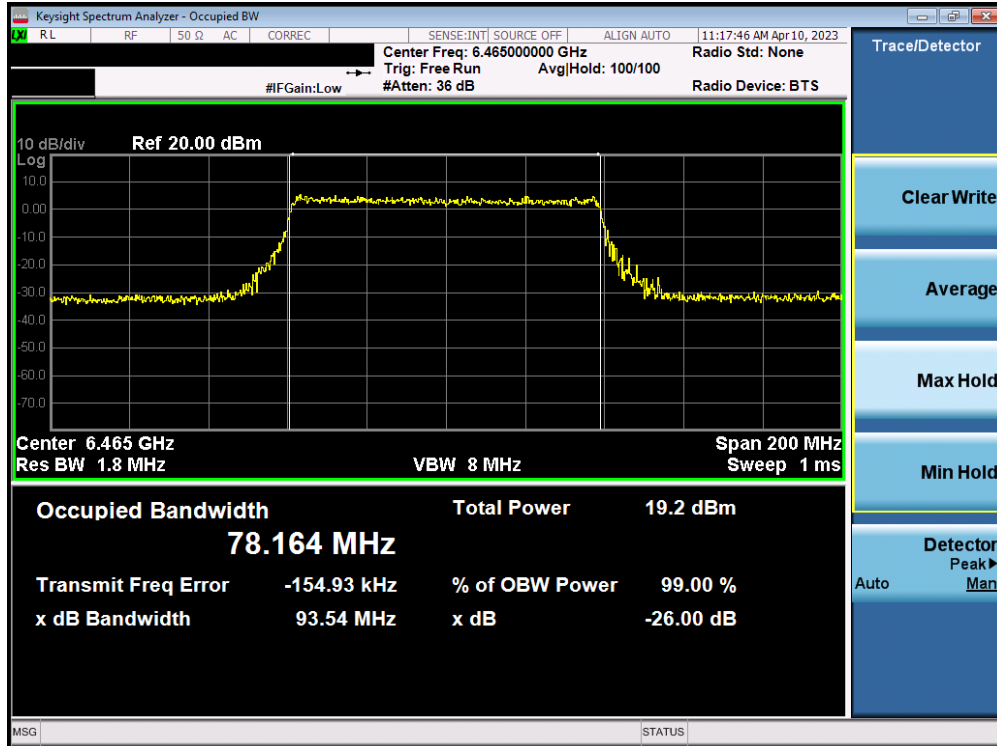 Keysight Spectrum Analyzer - Occupied BW
LXI RL RF 50 Ω AC CORREC SENSE:INT SOURCE OFF ALIGN AUTO 11:17:46 AM Apr 10, 2023
Center Freq: 6.465000000 GHz Radio Std: None
Trig: Free Run Avg|Hold: 100/100
#IFGain:Low #Atten: 36 dB Radio Device: BTS
Trace/Detector
10 dB/div Ref 20.00 dBm
Log
10.0
0.00
-10.0
-20.0
-30.0
-40.0
-50.0
-60.0
-70.0
Center 6.465 GHz Span 200 MHz
Res BW 1.8 MHz VBW 8 MHz Sweep 1 ms
Occupied Bandwidth Total Power 19.2 dBm
78.164 MHz
Transmit Freq Error -154.93 kHz % of OBW Power 99.00 %
x dB Bandwidth 93.54 MHz x dB -26.00 dB
Clear Write
Average
Max Hold
Min Hold
Detector
Peak▶
Auto Man
MSG STATUS